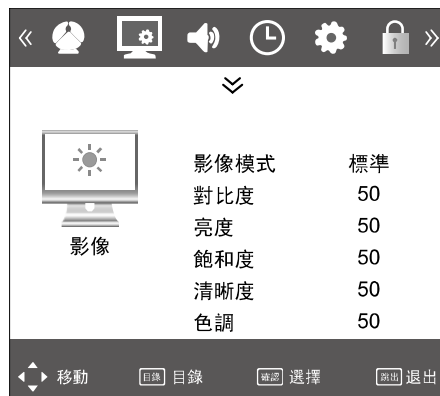 影像模式 標準
對比度 50
亮度 50
影像
飽和度 50
清晰度 50
色調 50
移動 目錄 目錄 確認 選擇 跳出 退出